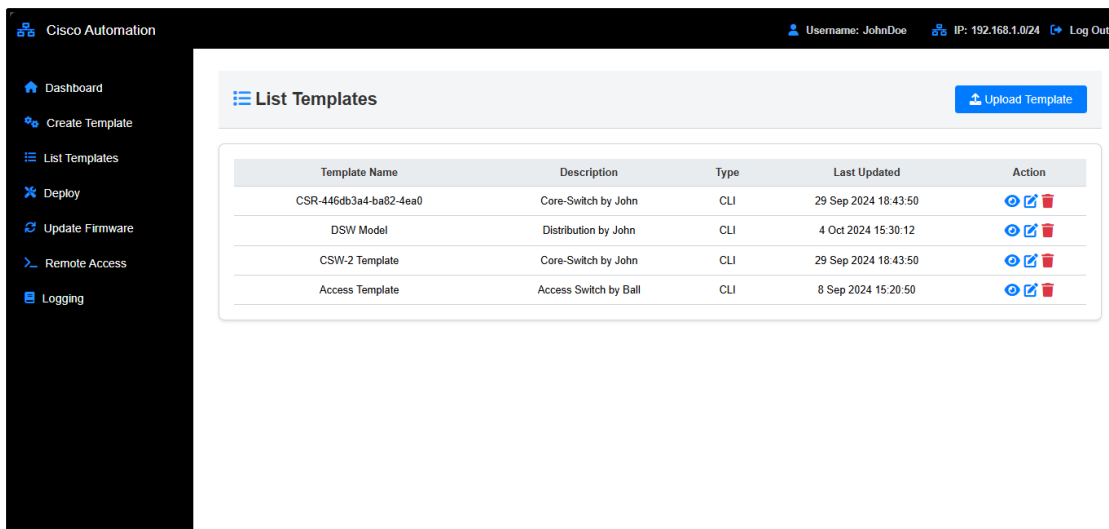 Cisco Automation
Username: JohnDoe
IP: 192.168.1.0/24
Log Out
Dashboard
Create Template
List Templates
Deploy
Update Firmware
Remote Access
Logging
List Templates
Upload Template
Template Name Description Type Last Updated Action
CSR-446db3a4-ba82-4ea0 Core-Switch by John CLI 29 Sep 2024 18:43:50
DSW Model Distribution by John CLI 4 Oct 2024 15:30:12
CSW-2 Template Core-Switch by John CLI 29 Sep 2024 18:43:50
Access Template Access Switch by Ball CLI 8 Sep 2024 15:20:50